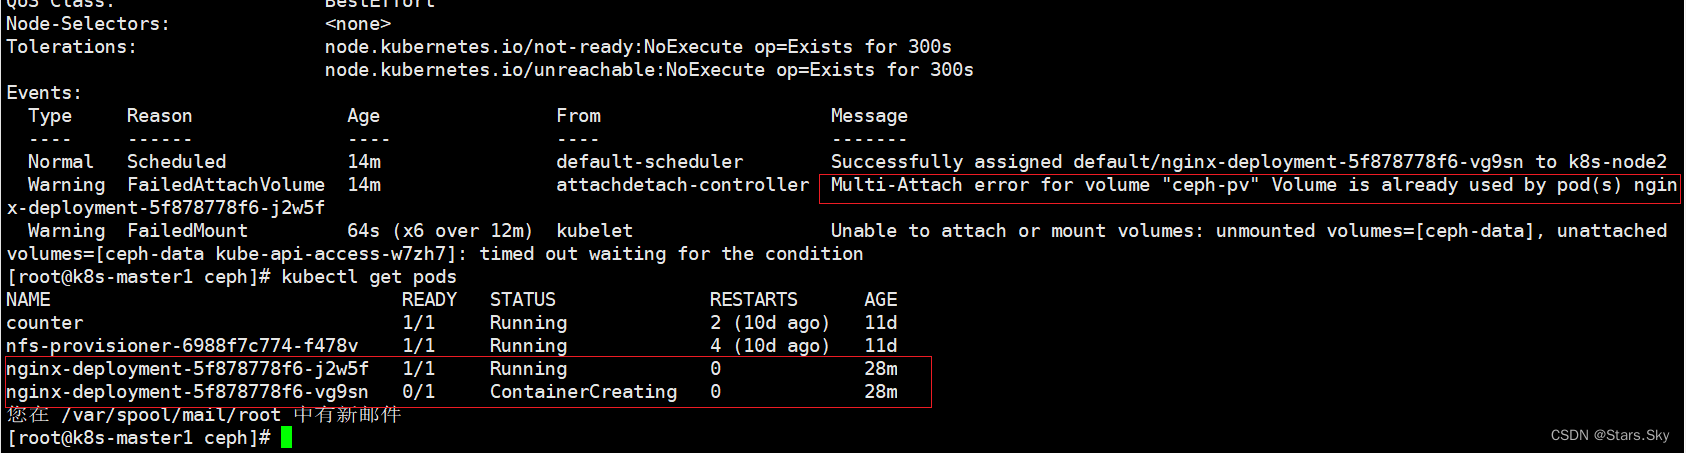 QoS Class:                   BestEffort
Node-Selectors:              <none>
Tolerations:                 node.kubernetes.io/not-ready:NoExecute op=Exists for 300s
                             node.kubernetes.io/unreachable:NoExecute op=Exists for 300s
Events:
  Type     Reason              Age                From                     Message
  ----     ------              ----               ----                     -------
  Normal   Scheduled           14m                default-scheduler        Successfully assigned default/nginx-deployment-5f878778f6-vg9sn to k8s-node2
  Warning  FailedAttachVolume  14m                attachdetach-controller  Multi-Attach error for volume "ceph-pv" Volume is already used by pod(s) ngin
x-deployment-5f878778f6-j2w5f
  Warning  FailedMount         64s (x6 over 12m)  kubelet                  Unable to attach or mount volumes: unmounted volumes=[ceph-data], unattached
volumes=[ceph-data kube-api-access-w7zh7]: timed out waiting for the condition
[root@k8s-master1 ceph]# kubectl get pods
NAME                                READY   STATUS              RESTARTS      AGE
counter                             1/1     Running             2 (10d ago)   11d
nfs-provisioner-6988f7c774-f478v    1/1     Running             4 (10d ago)   11d
nginx-deployment-5f878778f6-j2w5f   1/1     Running             0             28m
nginx-deployment-5f878778f6-vg9sn   0/1     ContainerCreating   0             28m
您在 /var/spool/mail/root 中有新邮件
[root@k8s-master1 ceph]#
CSDN @Stars.Sky